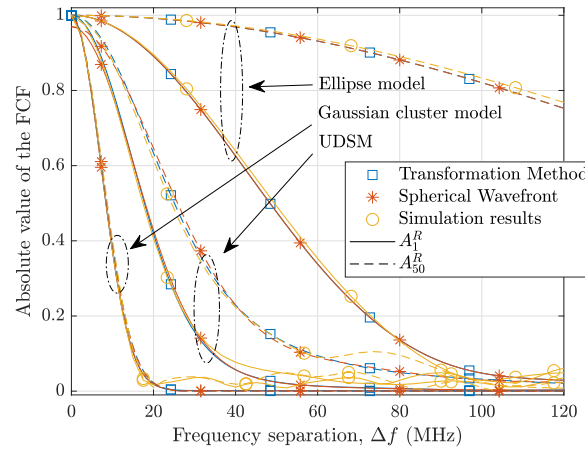 1
0.8
0.6
0.4
0.2
0
0
20
40
60
80
100
120
Absolute value of the FCF
Frequency separation, Δf (MHz)
Ellipse model
Gaussian cluster model
UDSM
Transformation Method
Spherical Wavefront
Simulation results
A_1^R
A_50^R